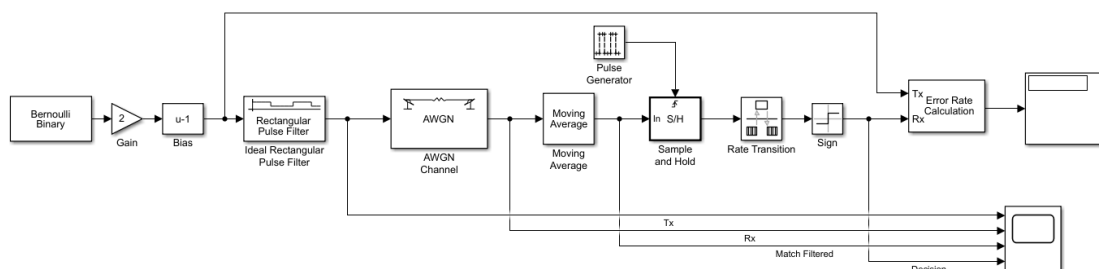 Bernoulli
Binary
2
Gain
u-1
Bias
Rectangular
Pulse Filter
Ideal Rectangular
Pulse Filter
AWGN
AWGN
Channel
Moving
Average
Moving
Average
Pulse
Generator
In
S/H
Sample
and Hold
Rate Transition
Sign
Tx
Rx
Error Rate
Calculation
Tx
Rx
Match Filtered
Decision